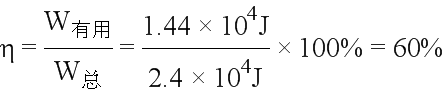 η = W有用/W总 = 1.44 × 10⁴J/2.4 × 10⁴J × 100% = 60%